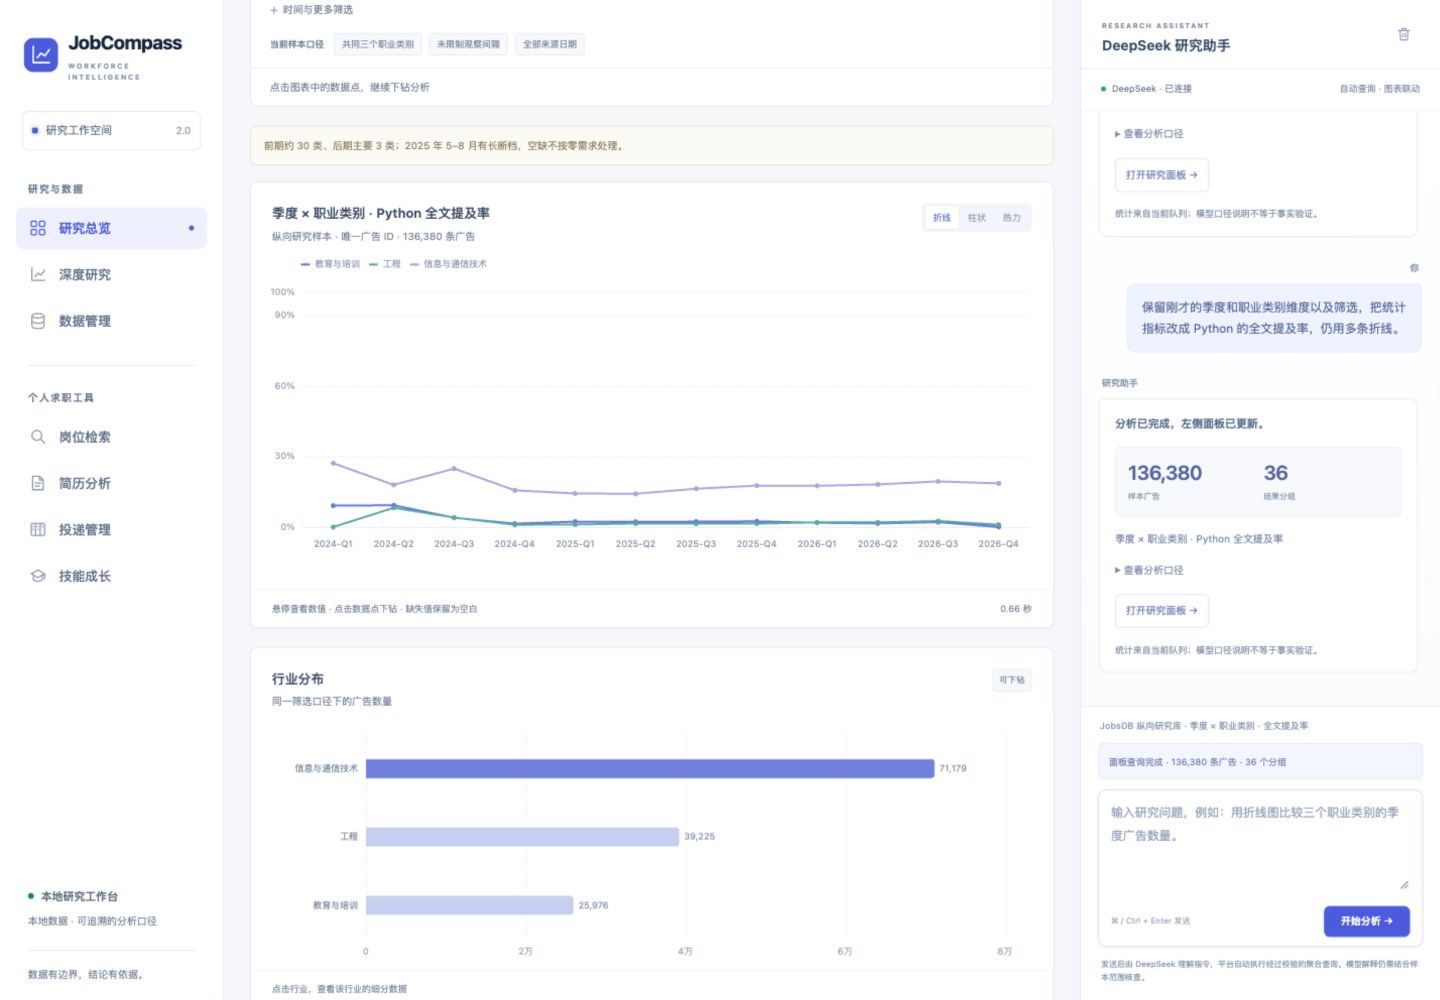 JobCompass
WORKFORCE
INTELLIGENCE
研究工作空间 2.0
研究与数据
研究总览
深度研究
数据管理
个人求职工具
岗位检索
简历分析
投递管理
技能成长
本地研究工作台
本地数据 · 可追溯的分析口径
数据有边界，结论有依据。
+ 时间与更多筛选
当前样本口径 共同三个职业类别 未限制观察间隔 全部来源日期
点击图表中的数据点，继续下钻分析
前期约 30 类、后期主要 3 类；2025 年 5–8 月有长断档，空缺不按零需求处理。
季度 × 职业类别 · Python 全文提及率
纵向研究样本 · 唯一广告 ID · 136,380 条广告
折线 柱状 热力
教育与培训 工程 信息与通信技术
100%
90%
60%
30%
0%
2024-Q1 2024-Q2 2024-Q3 2024-Q4 2025-Q1 2025-Q2 2025-Q3 2025-Q4 2026-Q1 2026-Q2 2026-Q3 2026-Q4
悬停查看数值 · 点击数据点下钻 · 缺失值保留为空白 0.66 秒
行业分布
同一筛选口径下的广告数量
可下钻
信息与通信技术 71,179
工程 39,225
教育与培训 25,976
0 2万 4万 6万 8万
点击行业，查看该行业的细分数据
RESEARCH ASSISTANT
DeepSeek 研究助手
DeepSeek · 已连接 自动查询 · 图表联动
▶ 查看分析口径
打开研究面板 →
统计来自当前队列；模型口径说明不等于事实验证。
你
保留刚才的季度和职业类别维度以及筛选，把统计
指标改成 Python 的全文提及率，仍用多条折线。
研究助手
分析已完成，左侧面板已更新。
136,380 36
样本广告 结果分组
季度 × 职业类别 · Python 全文提及率
▶ 查看分析口径
打开研究面板 →
统计来自当前队列；模型口径说明不等于事实验证。
JobsDB 纵向研究库 · 季度 × 职业类别 · 全文提及率
面板查询完成 · 136,380 条广告 · 36 个分组
输入研究问题，例如：用折线图比较三个职业类别的季
度广告数量。
⌘ / Ctrl + Enter 发送
开始分析 →
发送后由 DeepSeek 理解指令，平台自动执行经过校验的聚合查询。模型解释仍需结合样
本范围核查。